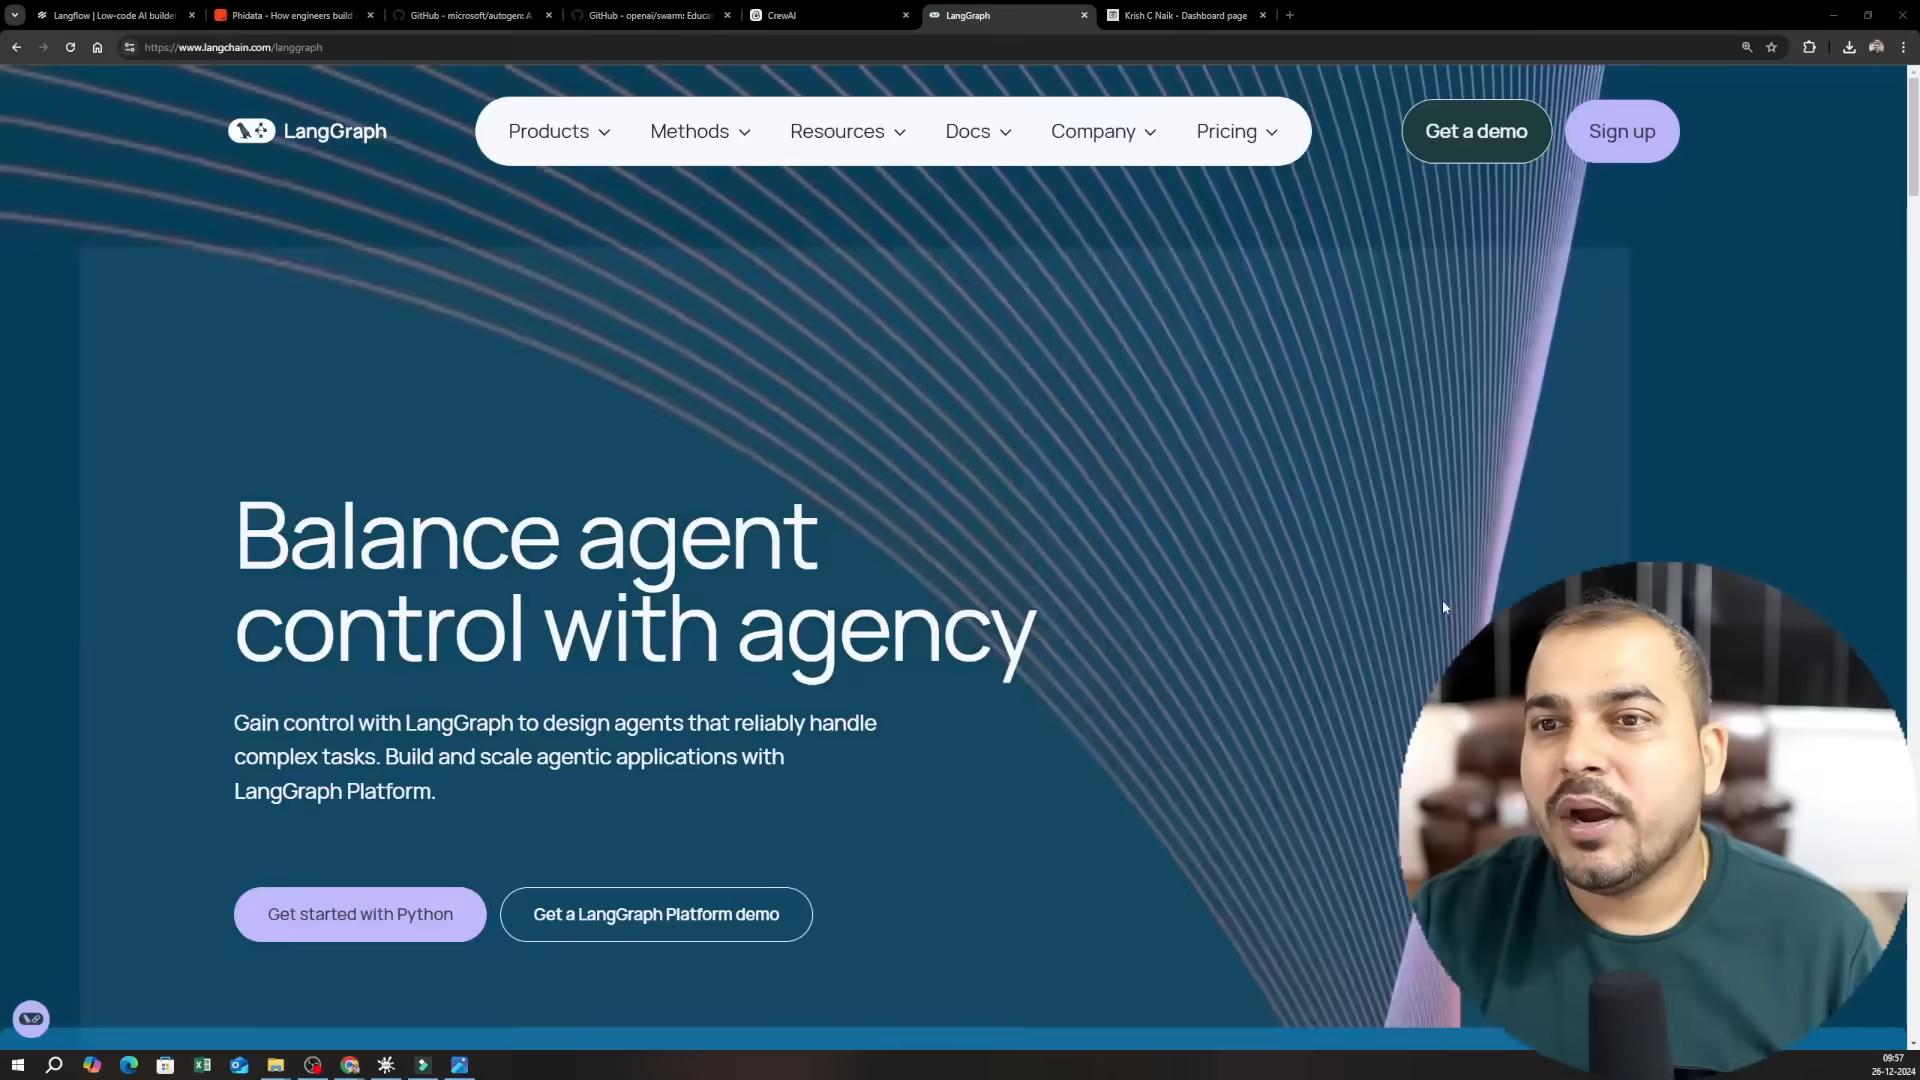 Langflow | Low-code AI builder
Phidata - How engineers build
GitHub - microsoft/autogen: A
GitHub - openai/swarm: Educa
CrewAI
LangGraph
Krish C Naik - Dashboard page
https://www.langchain.com/langgraph
LangGraph
Products
Methods
Resources
Docs
Company
Pricing
Get a demo
Sign up
Balance agent
control with agency
Gain control with LangGraph to design agents that reliably handle
complex tasks. Build and scale agentic applications with
LangGraph Platform.
Get started with Python
Get a LangGraph Platform demo
09:57
26-12-2024